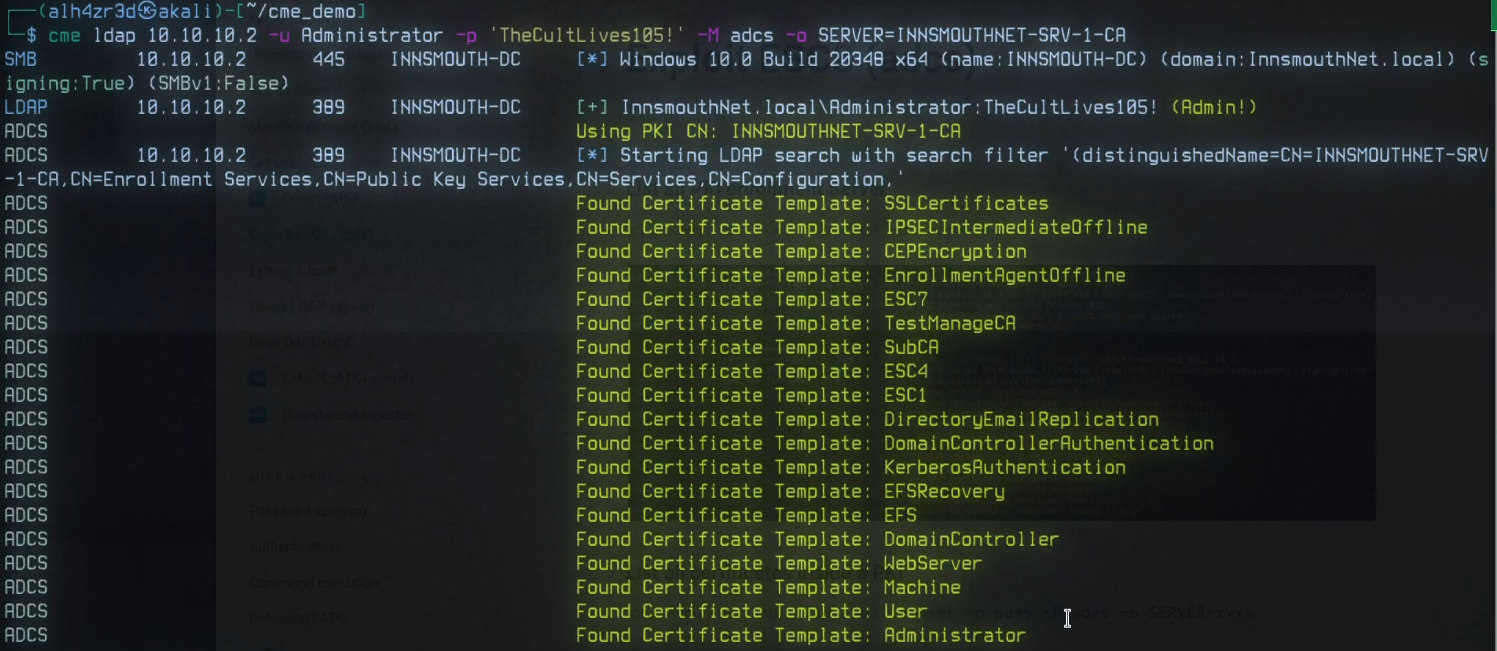 ┌──(alh4zr3d㉿akali)-[~/cme_demo]
└─$ cme ldap 10.10.10.2 -u Administrator -p 'TheCultLives105!' -M adcs -o SERVER=INNSMOUTHNET-SRV-1-CA
SMB 10.10.10.2 445 INNSMOUTH-DC [*] Windows 10.0 Build 20348 x64 (name:INNSMOUTH-DC) (domain:InnsmouthNet.local) (s
igning:True) (SMBv1:False)
LDAP 10.10.10.2 389 INNSMOUTH-DC [+] InnsmouthNet.local\Administrator:TheCultLives105! (Admin!)
ADCS Using PKI CN: INNSMOUTHNET-SRV-1-CA
ADCS 10.10.10.2 389 INNSMOUTH-DC [*] Starting LDAP search with search filter '(distinguishedName=CN=INNSMOUTHNET-SRV
-1-CA,CN=Enrollment Services,CN=Public Key Services,CN=Services,CN=Configuration,'
ADCS Found Certificate Template: SSLCertificates
ADCS Found Certificate Template: IPSECIntermediateOffline
ADCS Found Certificate Template: CEPEncryption
ADCS Found Certificate Template: EnrollmentAgentOffline
ADCS Found Certificate Template: ESC7
ADCS Found Certificate Template: TestManageCA
ADCS Found Certificate Template: SubCA
ADCS Found Certificate Template: ESC4
ADCS Found Certificate Template: ESC1
ADCS Found Certificate Template: DirectoryEmailReplication
ADCS Found Certificate Template: DomainControllerAuthentication
ADCS Found Certificate Template: KerberosAuthentication
ADCS Found Certificate Template: EFSRecovery
ADCS Found Certificate Template: EFS
ADCS Found Certificate Template: DomainController
ADCS Found Certificate Template: WebServer
ADCS Found Certificate Template: Machine
ADCS Found Certificate Template: User
ADCS Found Certificate Template: Administrator
Password spraying
Authentication
Command execution
Defeating LAPS